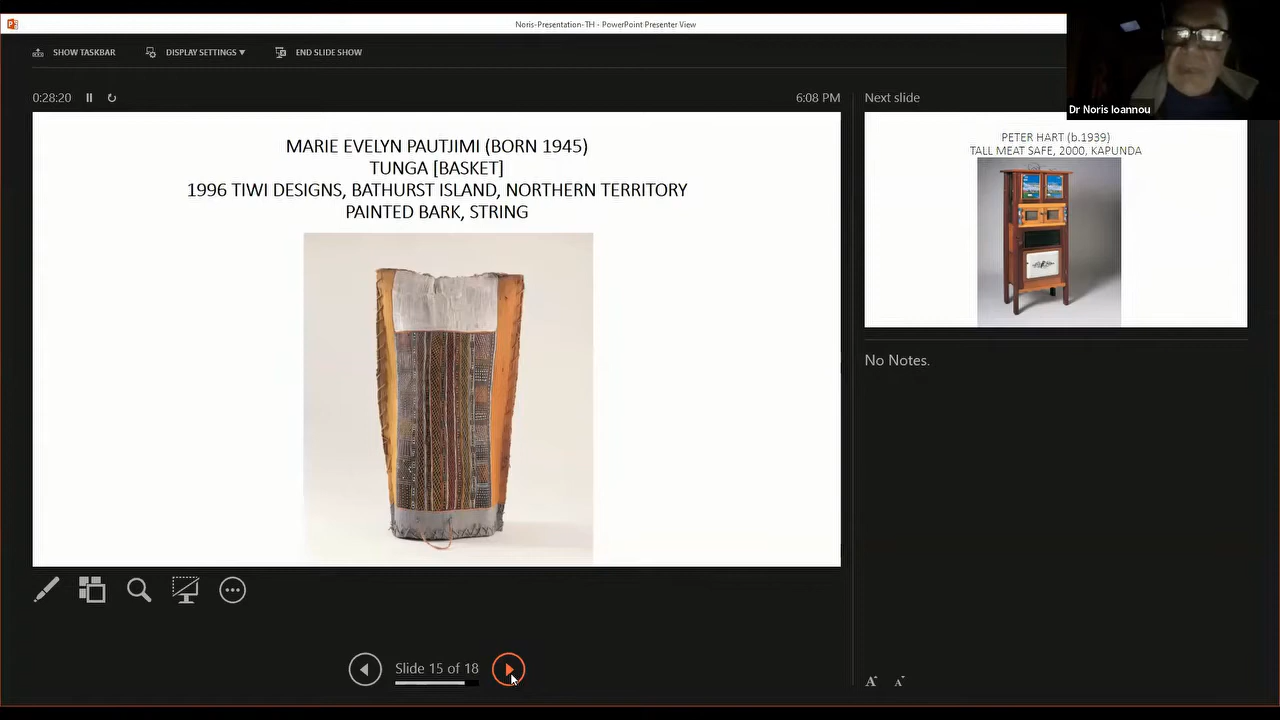 Noris-Presentation-TH - PowerPoint Presenter View
SHOW TASKBAR DISPLAY SETTINGS ▼ END SLIDE SHOW
Dr Noris Ioannou
0:28:20
6:08 PM
MARIE EVELYN PAUTJIMI (BORN 1945)
TUNGA [BASKET]
1996 TIWI DESIGNS, BATHURST ISLAND, NORTHERN TERRITORY
PAINTED BARK, STRING
Slide 15 of 18
Next slide
PETER HART (b.1939)
TALL MEAT SAFE, 2000, KAPUNDA
No Notes.
A A